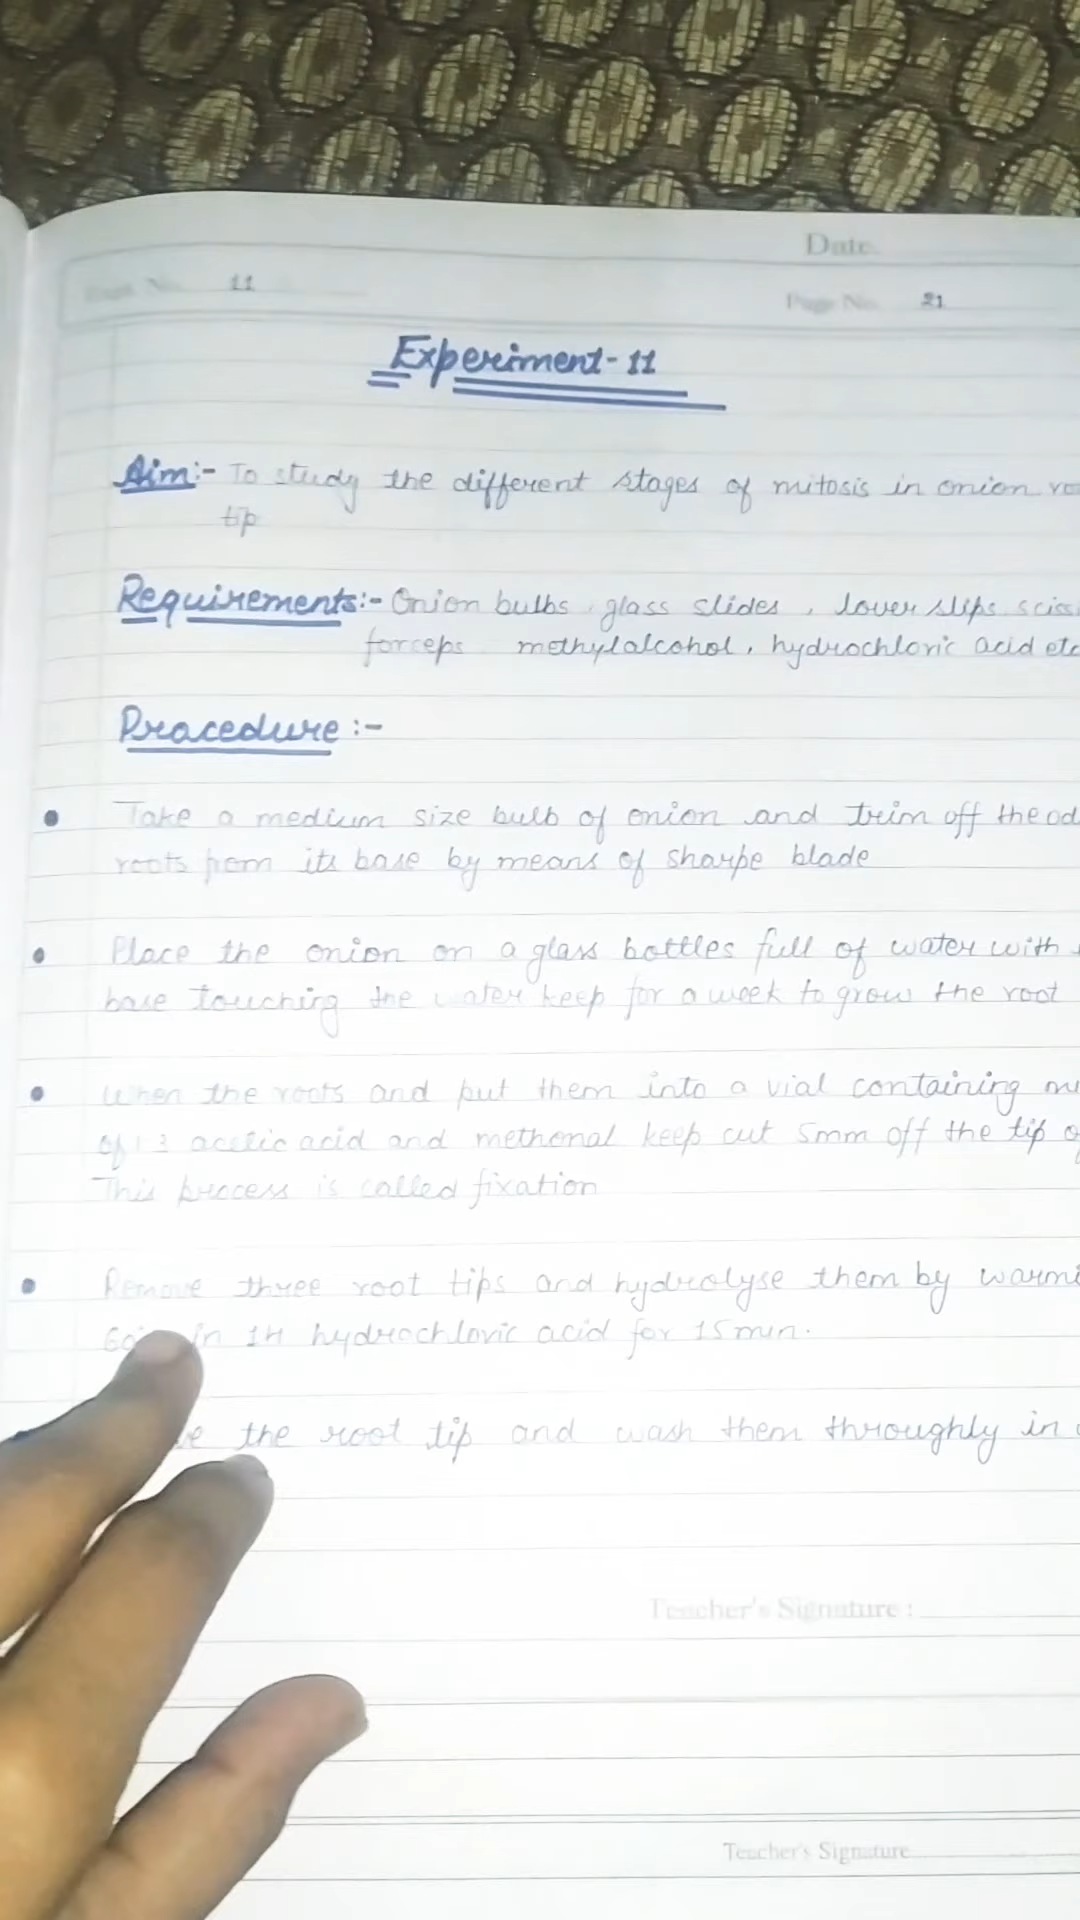 Date.
Expt. No. 11
Page No. 21
Experiment-11
Aim:- To study the different stages of mitosis in onion
tip
Requirements:- Onion bulbs, glass slides, lover slips
forceps methylalcohol, hydrochloric acid etc
Pracedure :-
Take a medium size bulb of onion and trim off the
roots from its base by means of sharpe blade
Place the onion on a glass bottles full of water with
base touching the water keep for a week to grow the root
When the roots and put them into a vial containing
of 1:3 acetic acid and methonal keep cut 5mm off the tip
This process is called fixation
Remove three root tips and hydrolyse them by
in 1H hydrochloric acid for 15 min.
the root tip and wash them throughly in
Teacher's Signature :
Teacher's Signature